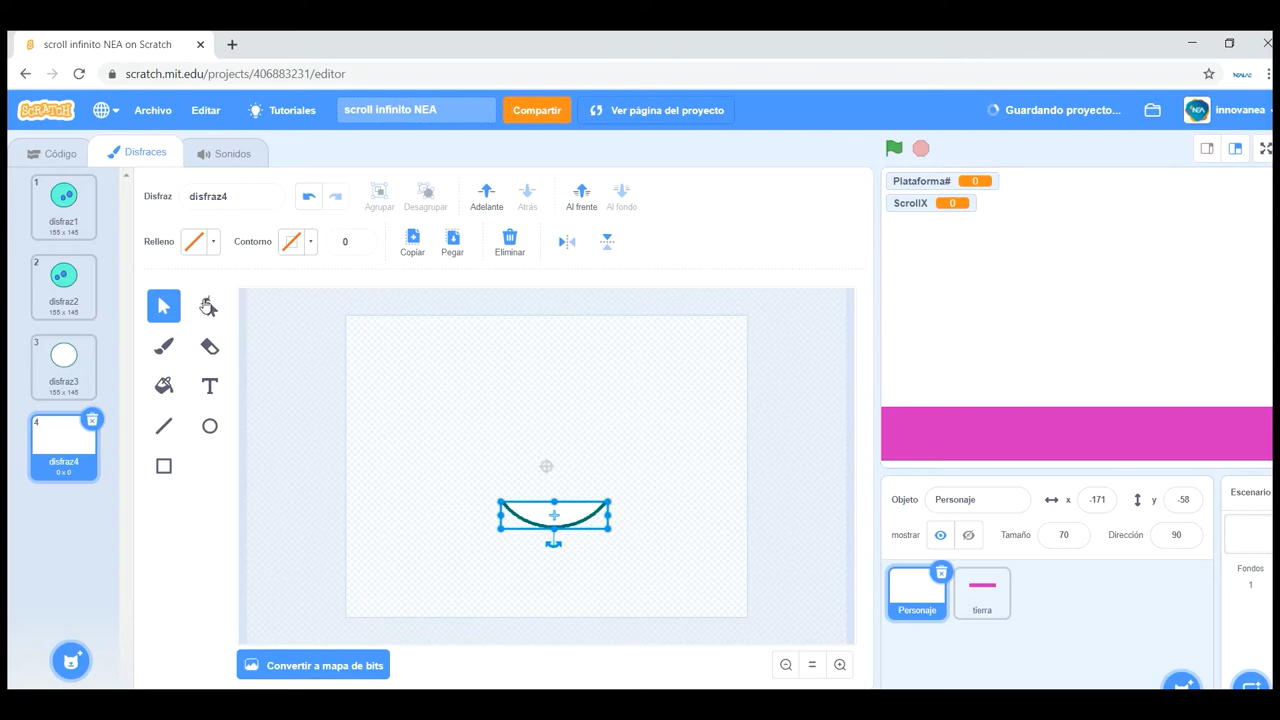 scroll infinito NEA on Scratch
scratch.mit.edu/projects/406883231/editor
SCRATCH Archivo Editar Tutoriales scroll infinito NEA Compartir Ver página del proyecto Guardando proyecto... NEA innovanea
Código Disfraces Sonidos
Disfraz disfraz4 Agrupar Desagrupar Adelante Atrás Al frente Al fondo
Relleno Contorno 0 Copiar Pegar Eliminar
1
disfraz1
155 x 145
2
disfraz2
155 x 145
3
disfraz3
155 x 145
4
disfraz4
0 x 0
T
Convertir a mapa de bits
Plataforma# 0
ScrollX 0
Objeto Personaje x -171 y -58
mostrar Tamaño 70 Dirección 90
Personaje
tierra
Escenario
Fondos
1